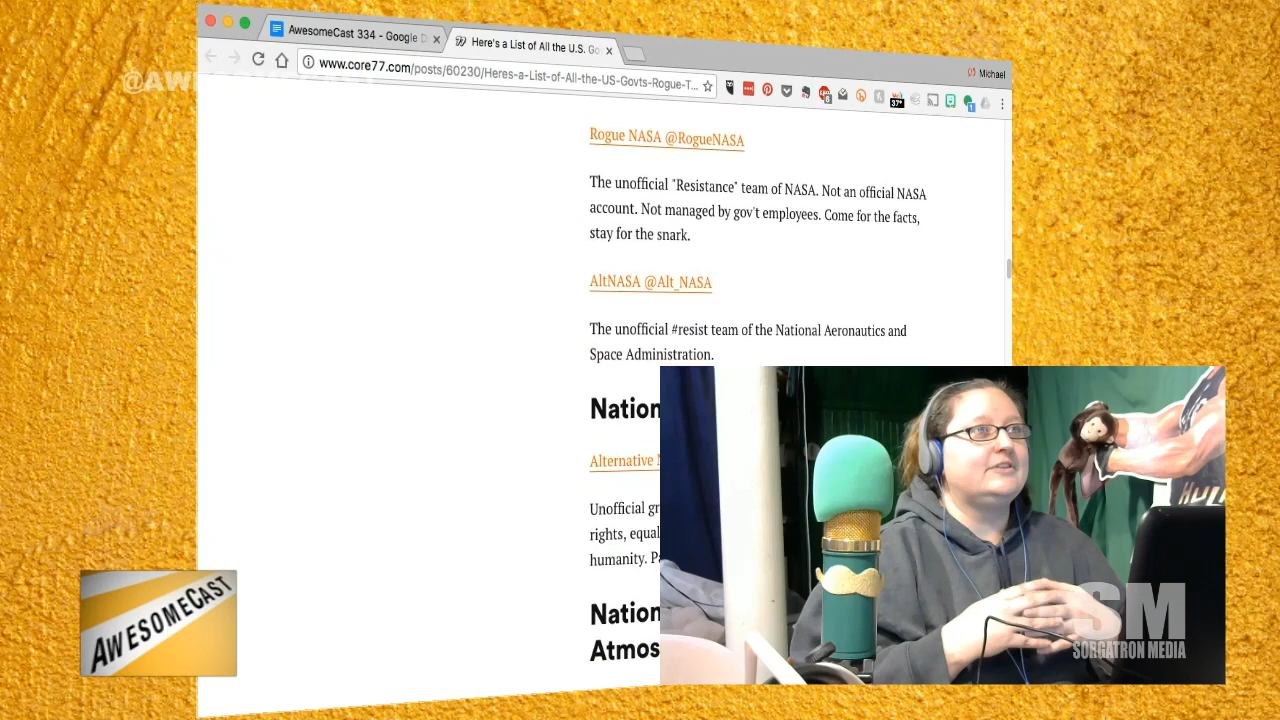 AwesomeCast 334 - Google D
Here's a List of All the U.S. Go
Michael
www.core77.com/posts/60230/Heres-a-List-of-All-the-US-Govts-Rogue-T...
37°
@AW
Rogue NASA @RogueNASA
The unofficial "Resistance" team of NASA. Not an official NASA
account. Not managed by gov't employees. Come for the facts,
stay for the snark.
AltNASA @Alt_NASA
The unofficial #resist team of the National Aeronautics and
Space Administration.
Nation
Alternative
Unofficial gr
rights, equal
humanity. P
Nation
Atmos
AWESOMECAST
SM
SORGATRON MEDIA